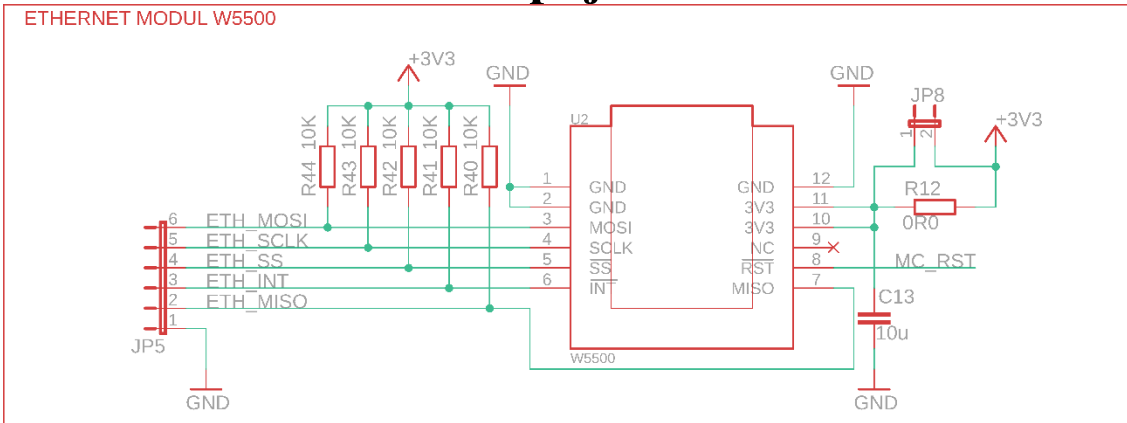 ETHERNET MODUL W5500
+3V3
GND
GND
JP8
1
2
+3V3
R44 10K
R43 10K
R42 10K
R41 10K
R40 10K
U2
1 GND
2 GND
3 MOSI
4 SCLK
5 SS
6 IN
GND 12
3V3 11
3V3 10
NC 9
RST 8
MISO 7
W5500
R12
0R0
MC_RST
C13
10u
GND
6 ETH_MOSI
5 ETH_SCLK
4 ETH_SS
3 ETH_INT
2 ETH_MISO
1
JP5
GND